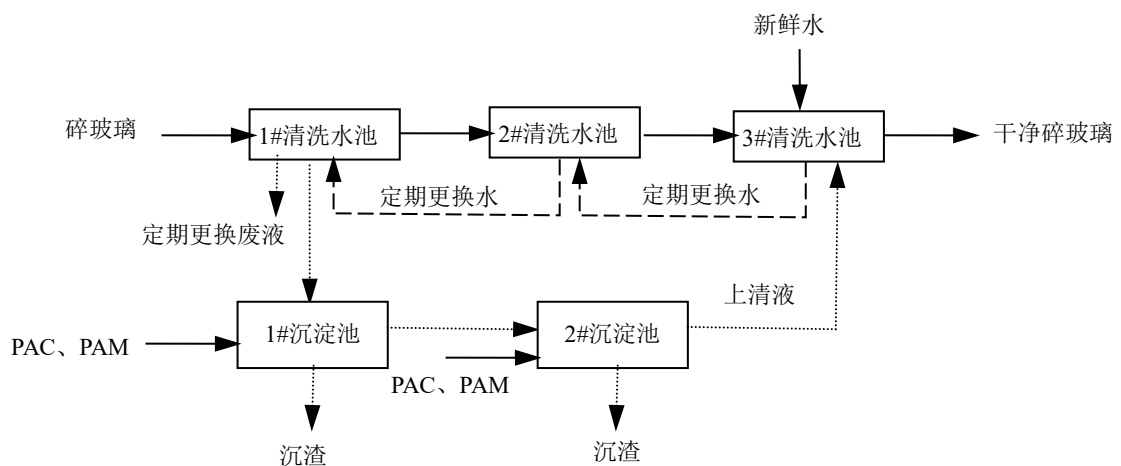 新鲜水
碎玻璃
1#清洗水池
2#清洗水池
3#清洗水池
干净碎玻璃
定期更换水
定期更换水
定期更换废液
上清液
1#沉淀池
2#沉淀池
PAC、PAM
PAC、PAM
沉渣
沉渣